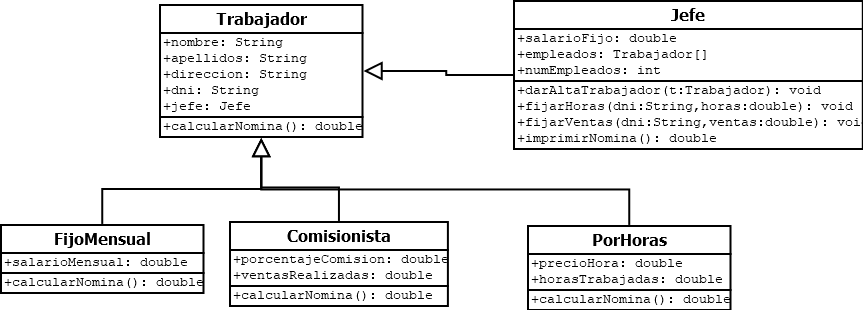 Trabajador
+nombre: String
+apellidos: String
+direccion: String
+dni: String
+jefe: Jefe
+calcularNomina(): double
Jefe
+salarioFijo: double
+empleados: Trabajador[]
+numEmpleados: int
+darAltaTrabajador(t:Trabajador): void
+fijarHoras(dni:String,horas:double): void
+fijarVentas(dni:String,ventas:double): voi
+imprimirNomina(): double
FijoMensual
+salarioMensual: double
+calcularNomina(): double
Comisionista
+porcentajeComision: double
+ventasRealizadas: double
+calcularNomina(): double
PorHoras
+precioHora: double
+horasTrabajadas: double
+calcularNomina(): double